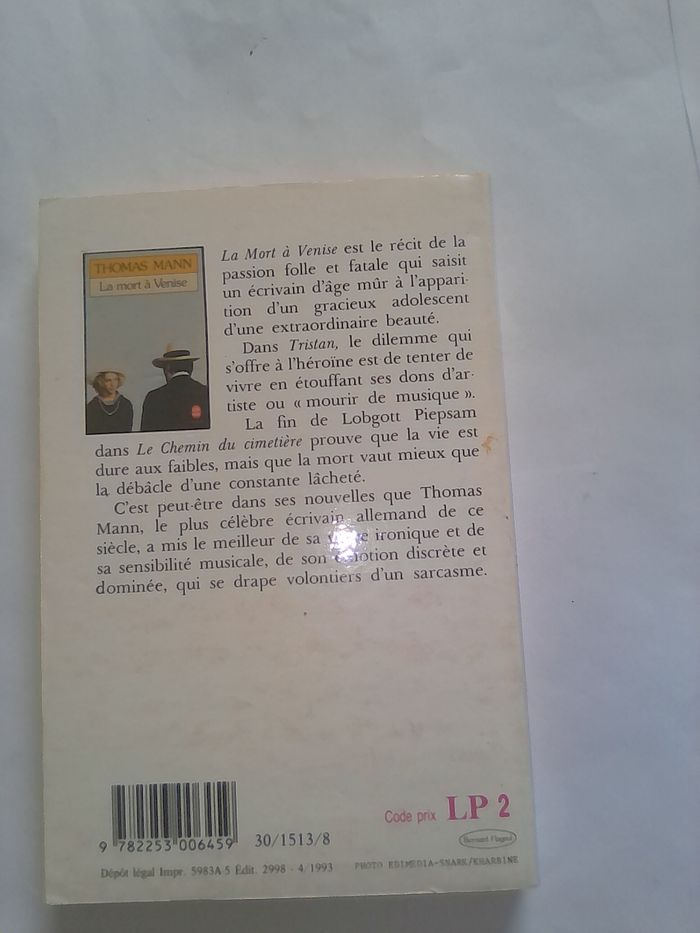 THOMAS MANN
La mort à Venise
La Mort à Venise est le récit de la
passion folle et fatale qui saisit
un écrivain d'âge mûr à l'appari-
tion d'un gracieux adolescent
d'une extraordinaire beauté.
Dans Tristan, le dilemme qui
s'offre à l'héroïne est de tenter de
vivre en étouffant ses dons d'ar-
tiste ou « mourir de musique ».
La fin de Lobgott Piepsam
dans Le Chemin du cimetière prouve que la vie est
dure aux faibles, mais que la mort vaut mieux que
la débâcle d'une constante lâcheté.
C'est peut-être dans ses nouvelles que Thomas
Mann, le plus célèbre écrivain allemand de ce
siècle, a mis le meilleur de sa ironique et de
sa sensibilité musicale, de son émotion discrète et
dominée, qui se drape volontiers d'un sarcasme.
9 782253 006459
30/1513/8
Code prix LP 2
Dépôt légal Impr. 5983A-5 Édit. 2998 - 4/1993
PHOTO EDIMEDIA-SNARK/KHARBINE